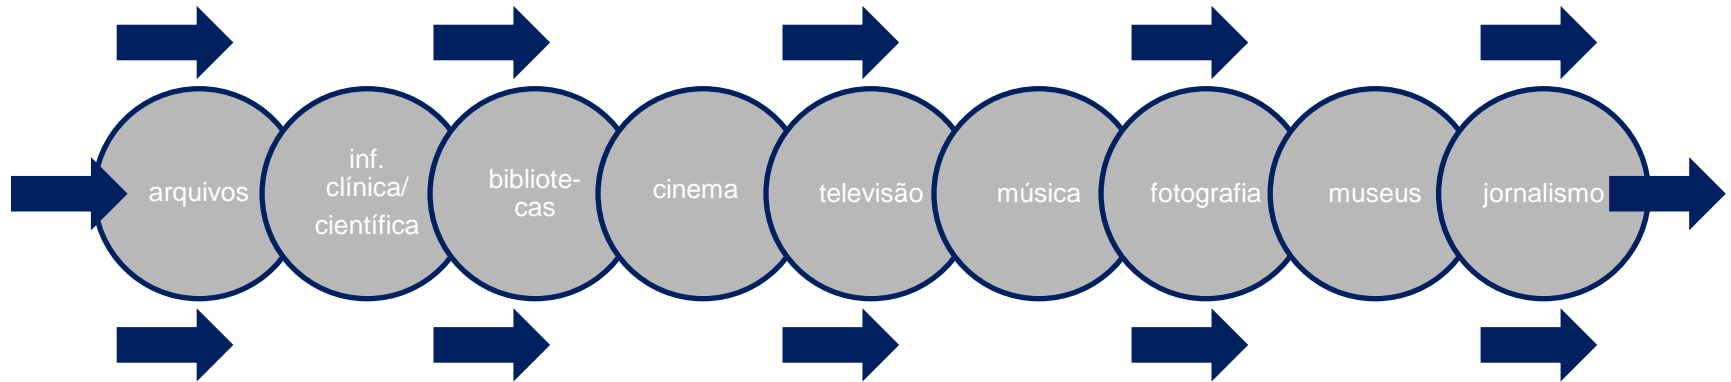 arquivos
inf.
clínica/
científica
bibliote-
cas
cinema
televisão
música
fotografia
museus
jornalismo